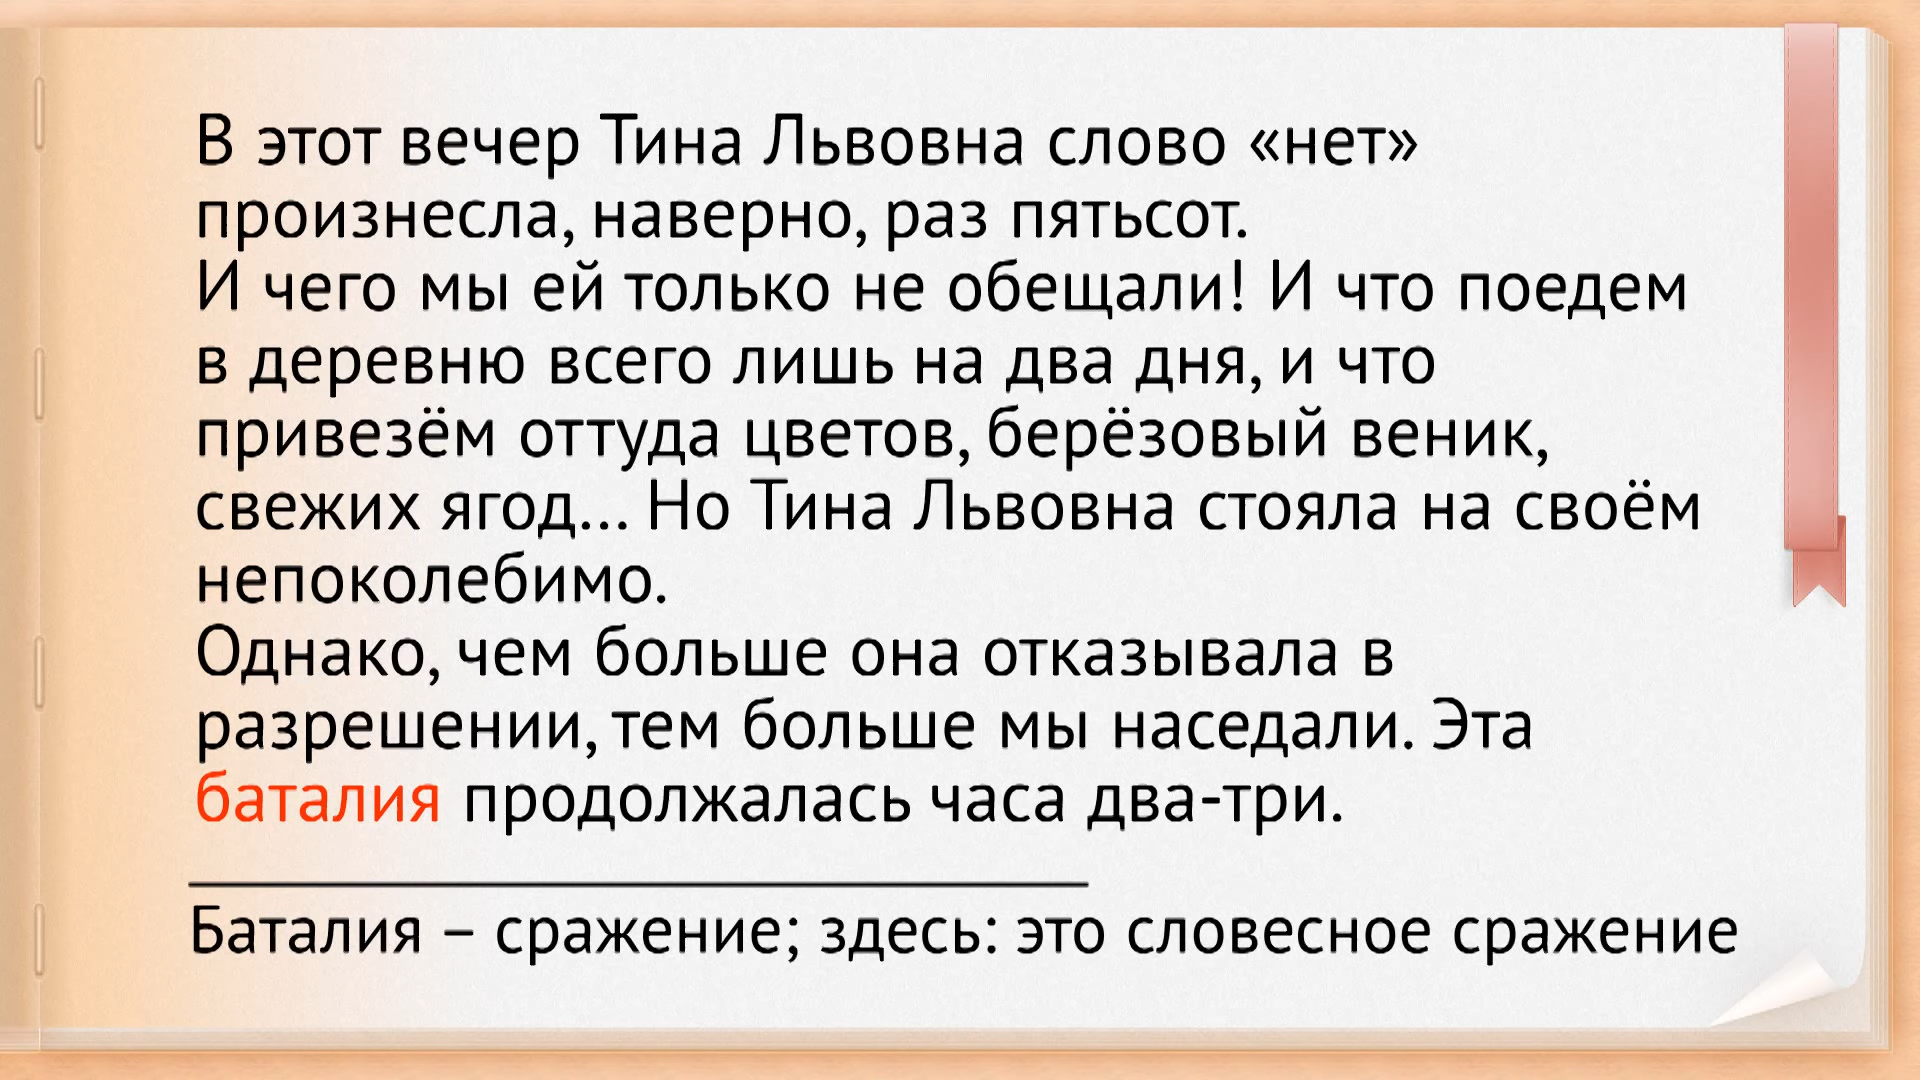 В этот вечер Тина Львовна слово «нет»
произнесла, наверно, раз пятьсот.
И чего мы ей только не обещали! И что поедем
в деревню всего лишь на два дня, и что
привезём оттуда цветов, берёзовый веник,
свежих ягод... Но Тина Львовна стояла на своём
непоколебимо.
Однако, чем больше она отказывала в
разрешении, тем больше мы наседали. Эта
баталия продолжалась часа два-три.
Баталия – сражение; здесь: это словесное сражение